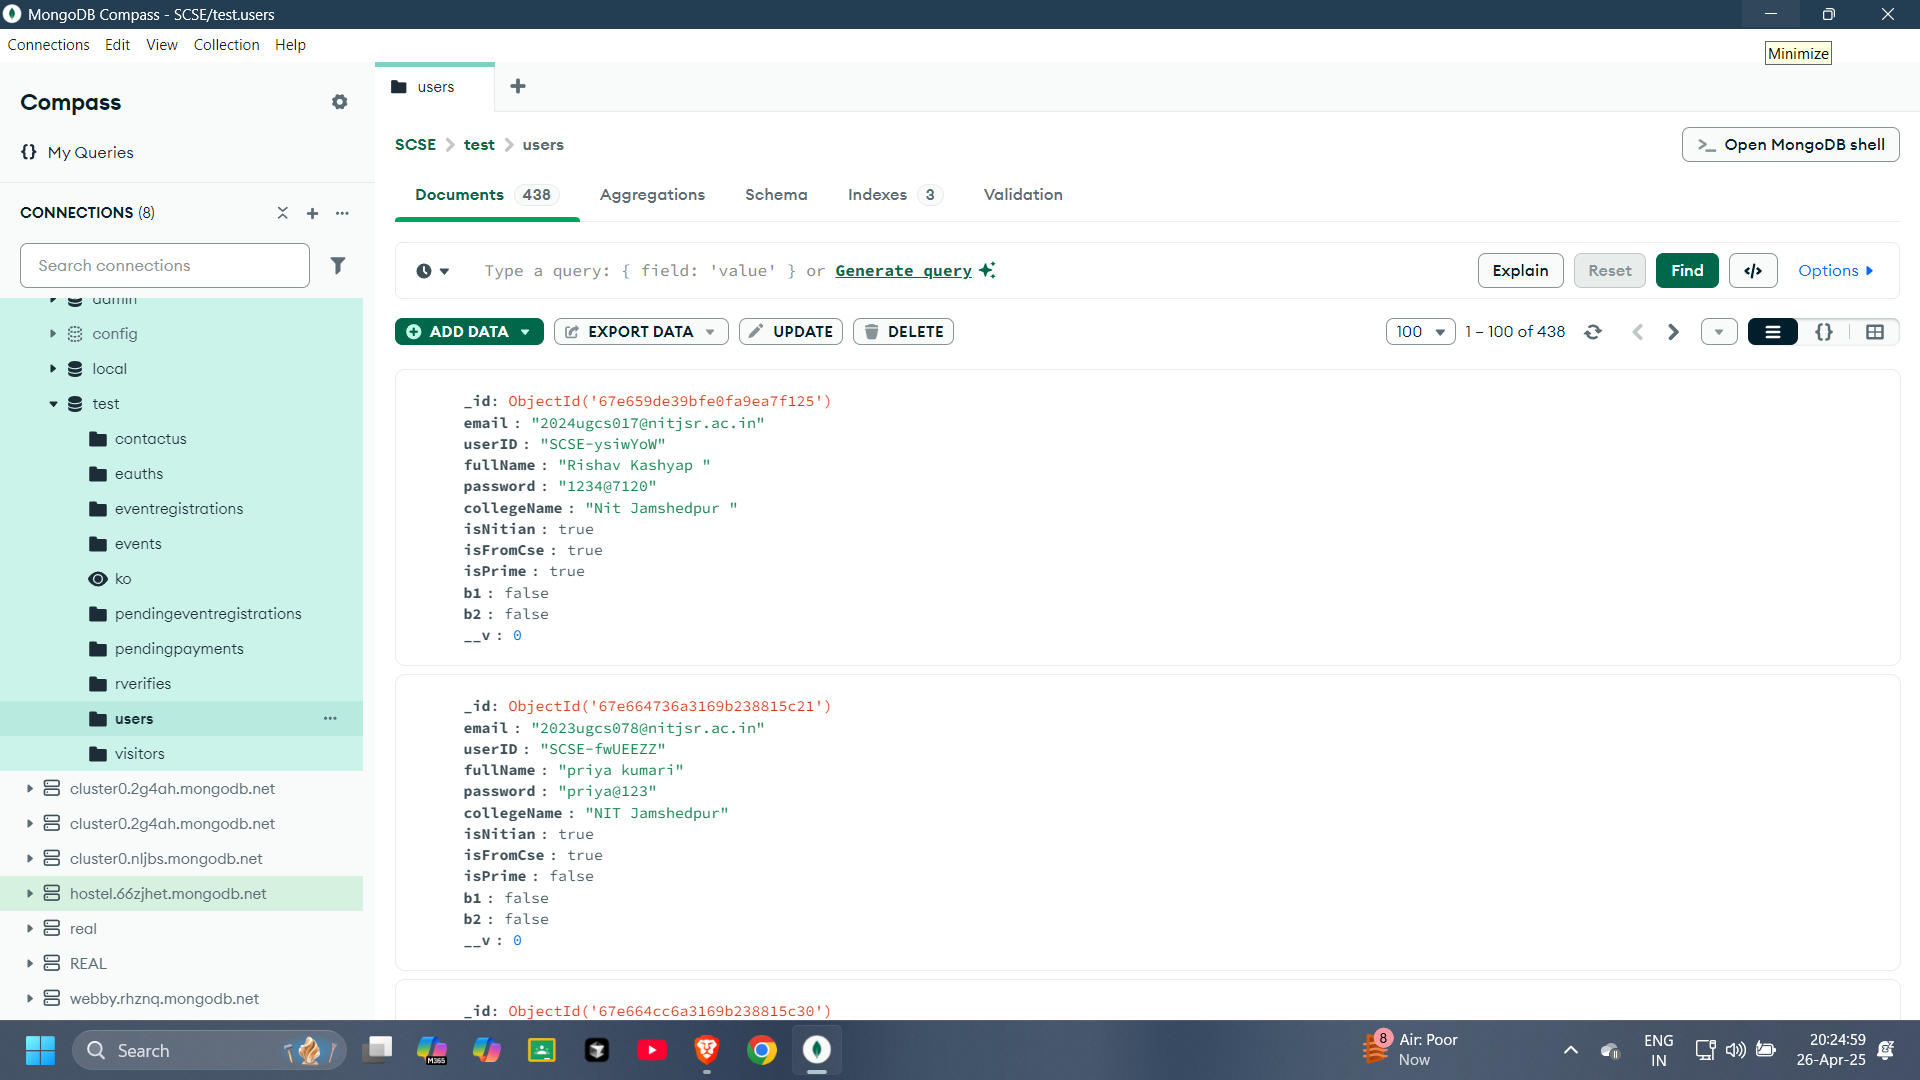 MongoDB Compass - SCSE/test.users
Connections Edit View Collection Help
Minimize
Compass
{} My Queries
CONNECTIONS (8)
Search connections
admin
config
local
test
contactus
eauths
eventregistrations
events
ko
pendingeventregistrations
pendingpayments
rverifies
users
visitors
cluster0.2g4ah.mongodb.net
cluster0.2g4ah.mongodb.net
cluster0.nljbs.mongodb.net
hostel.66zjhet.mongodb.net
real
REAL
webby.rhznq.mongodb.net
users
SCSE > test > users
>_ Open MongoDB shell
Documents 438 Aggregations Schema Indexes 3 Validation
Type a query: { field: 'value' } or Generate query
Explain Reset Find </> Options
ADD DATA EXPORT DATA UPDATE DELETE
100 1 – 100 of 438 {}
_id: ObjectId('67e659de39bfe0fa9ea7f125')
email : "2024ugcs017@nitjsr.ac.in"
userID : "SCSE-ysiwYoW"
fullName : "Rishav Kashyap "
password : "1234@7120"
collegeName : "Nit Jamshedpur "
isNitian : true
isFromCse : true
isPrime : true
b1 : false
b2 : false
__v : 0
_id: ObjectId('67e664736a3169b238815c21')
email : "2023ugcs078@nitjsr.ac.in"
userID : "SCSE-fwUEEZZ"
fullName : "priya kumari"
password : "priya@123"
collegeName : "NIT Jamshedpur"
isNitian : true
isFromCse : true
isPrime : false
b1 : false
b2 : false
__v : 0
_id: ObjectId('67e664cc6a3169b238815c30')
Search
M365
8
Air: Poor
Now
ENG
IN
20:24:59
26-Apr-25